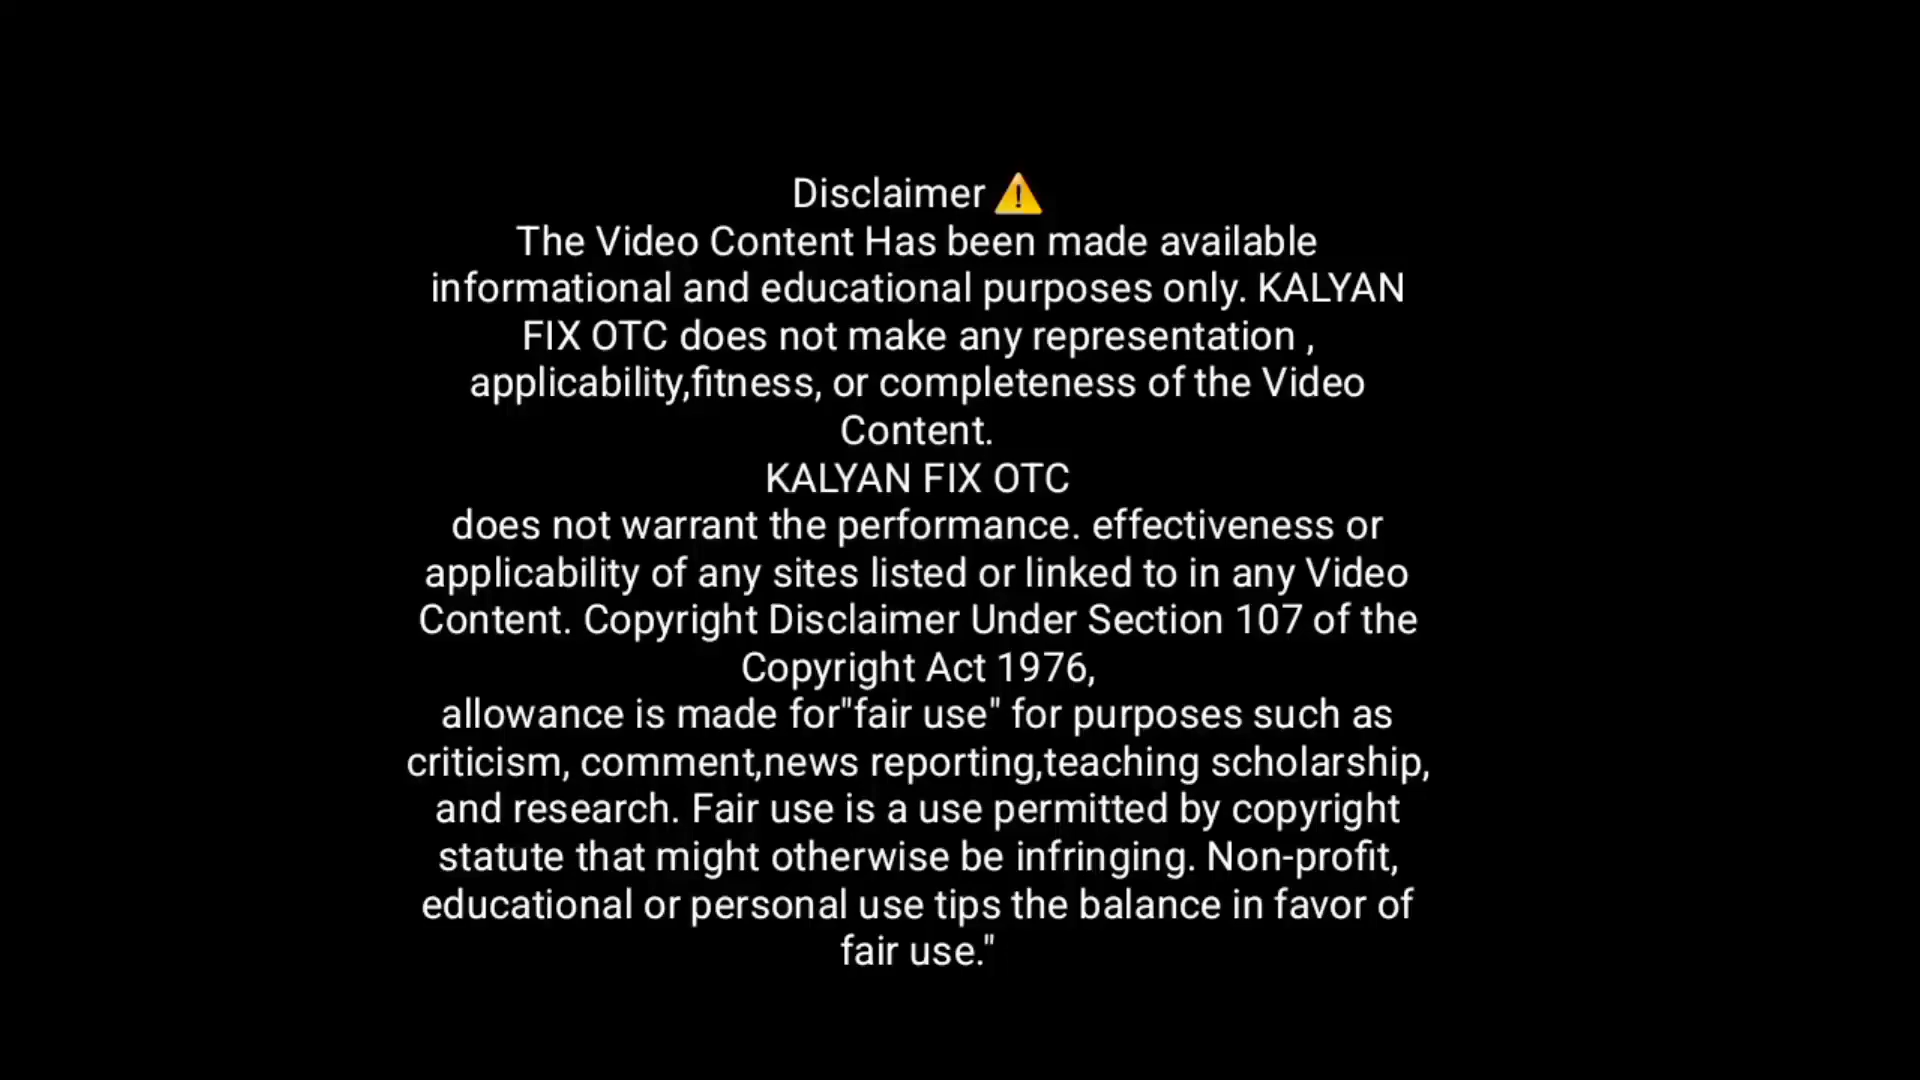 Disclaimer ⚠️
The Video Content Has been made available
informational and educational purposes only. KALYAN
FIX OTC does not make any representation ,
applicability,fitness, or completeness of the Video
Content.
KALYAN FIX OTC
does not warrant the performance. effectiveness or
applicability of any sites listed or linked to in any Video
Content. Copyright Disclaimer Under Section 107 of the
Copyright Act 1976,
allowance is made for"fair use" for purposes such as
criticism, comment,news reporting,teaching scholarship,
and research. Fair use is a use permitted by copyright
statute that might otherwise be infringing. Non-profit,
educational or personal use tips the balance in favor of
fair use."